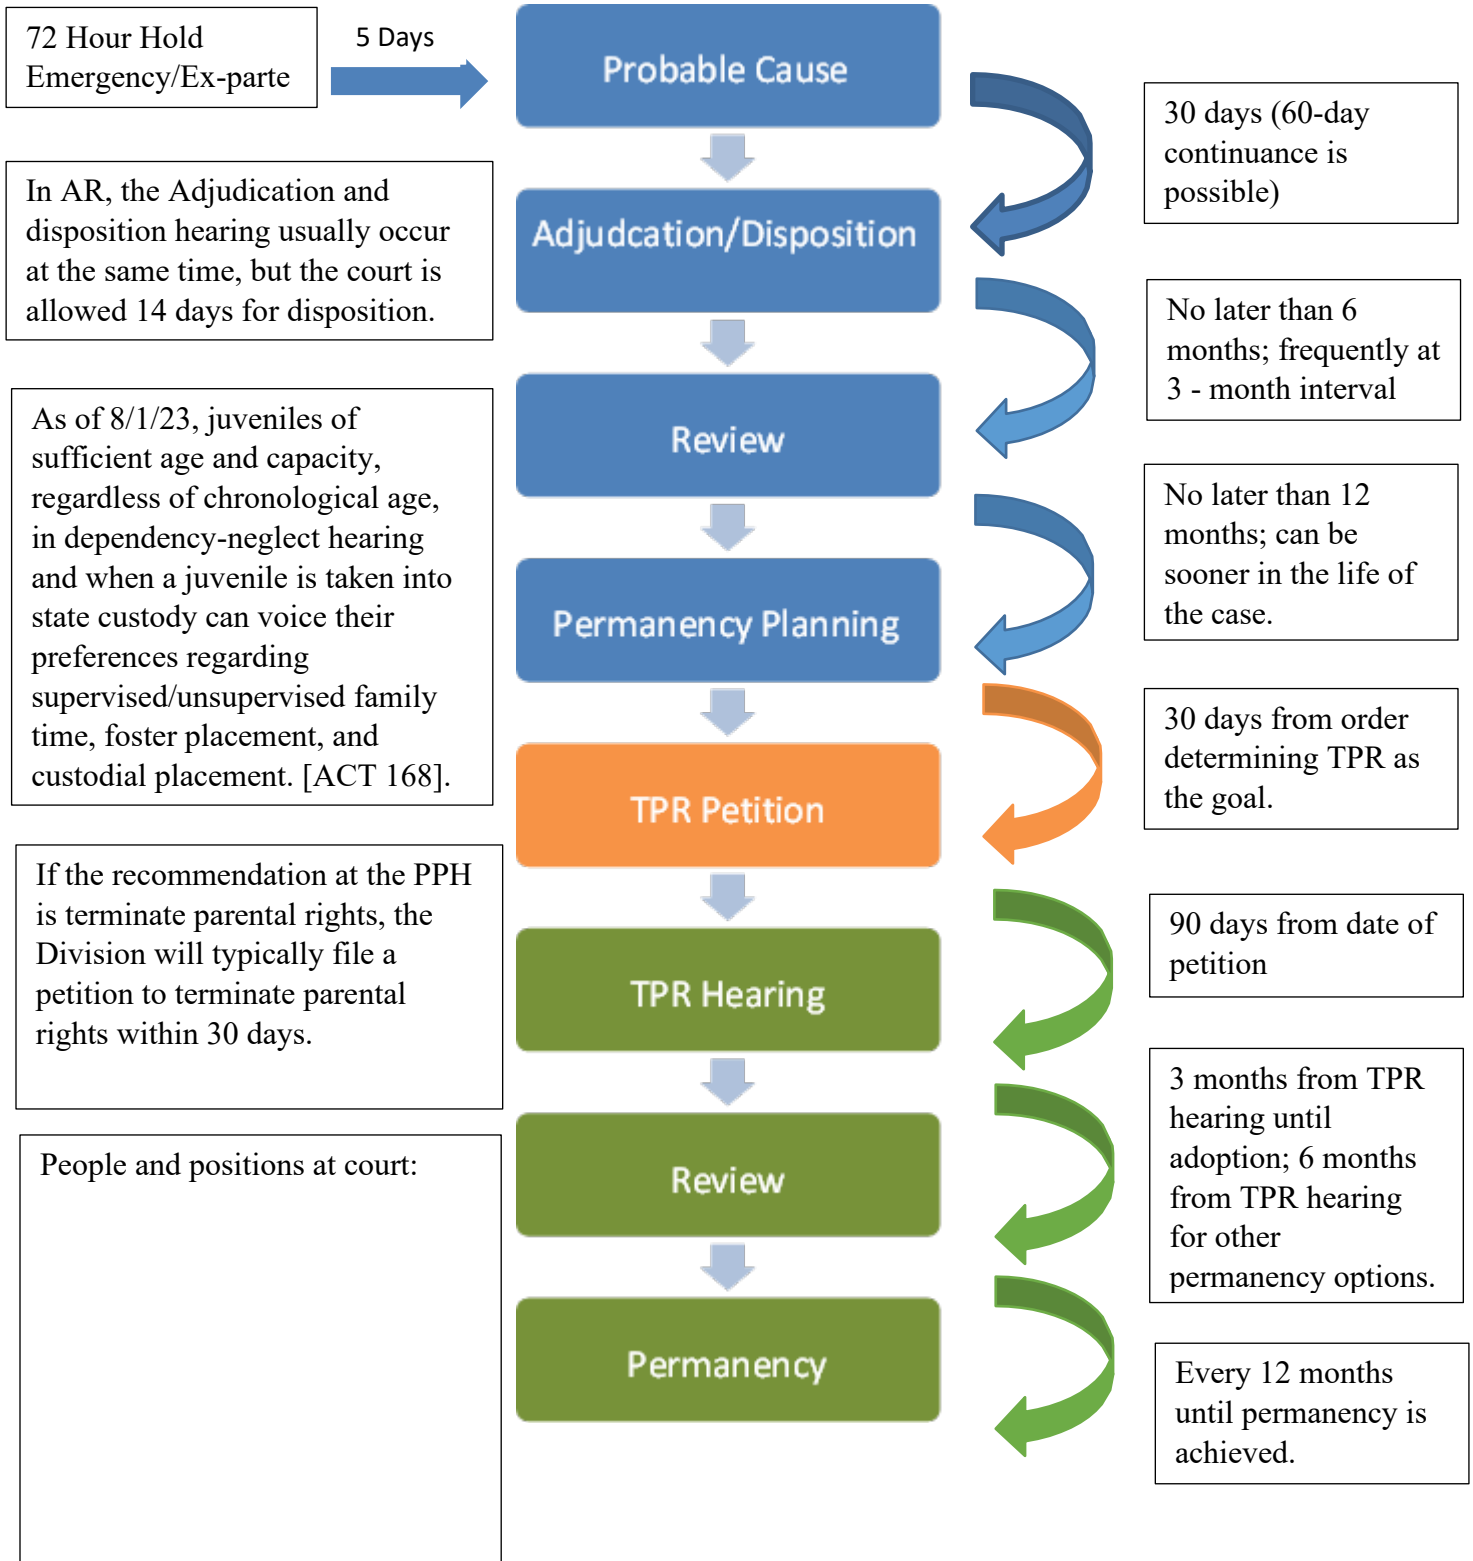 72 Hour Hold
Emergency/Ex-parte
5 Days
Probable Cause
30 days (60-day
continuance is
possible)
In AR, the Adjudication and
disposition hearing usually occur
at the same time, but the court is
allowed 14 days for disposition.
Adjudcation/Disposition
No later than 6
months; frequently at
3 - month interval
Review
As of 8/1/23, juveniles of
sufficient age and capacity,
regardless of chronological age,
in dependency-neglect hearing
and when a juvenile is taken into
state custody can voice their
preferences regarding
supervised/unsupervised family
time, foster placement, and
custodial placement. [ACT 168].
No later than 12
months; can be
sooner in the life of
the case.
Permanency Planning
30 days from order
determining TPR as
the goal.
TPR Petition
If the recommendation at the PPH
is terminate parental rights, the
Division will typically file a
petition to terminate parental
rights within 30 days.
90 days from date of
petition
TPR Hearing
3 months from TPR
hearing until
adoption; 6 months
from TPR hearing
for other
permanency options.
People and positions at court:
Review
Permanency
Every 12 months
until permanency is
achieved.